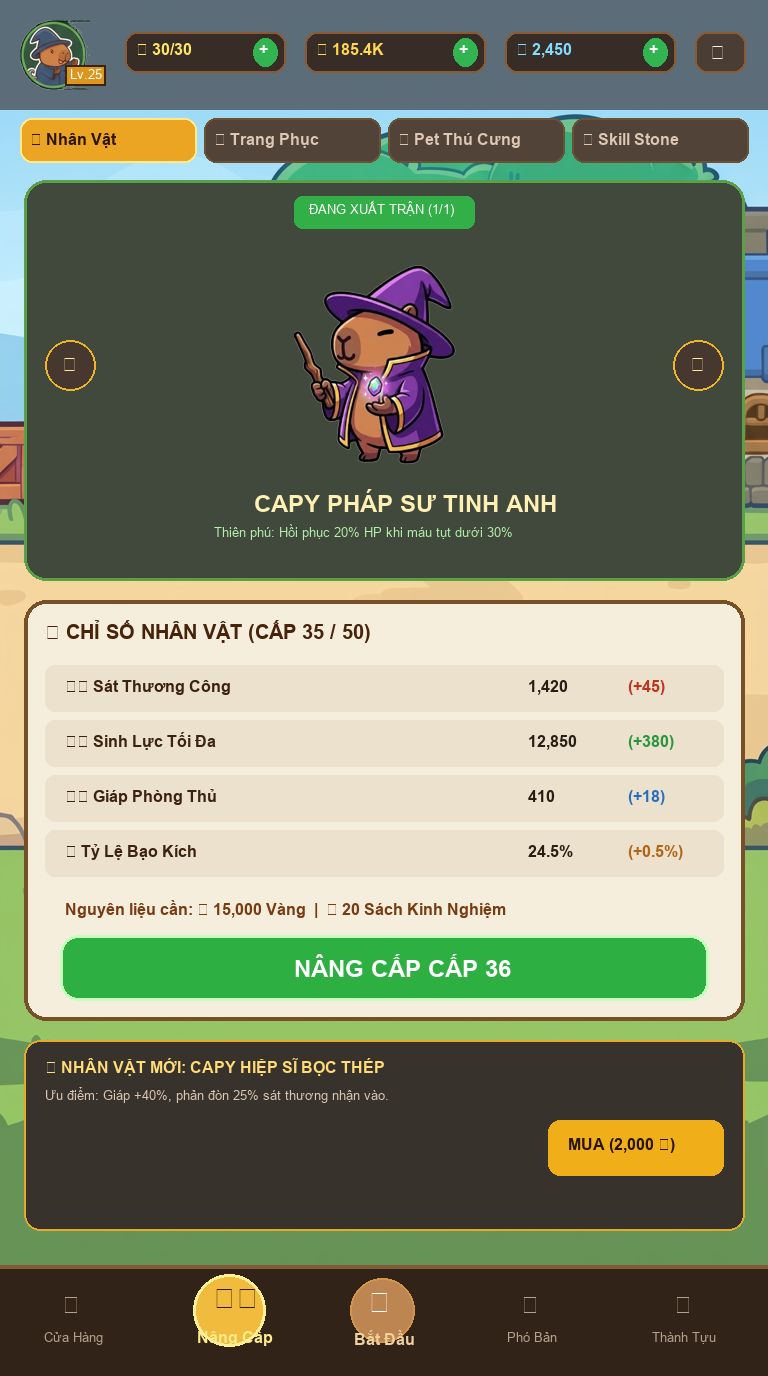 Lv.25
30/30 +
185.4K +
2,450 +
Nhân Vật
Trang Phục
Pet Thú Cưng
Skill Stone
ĐANG XUẤT TRẬN (1/1)
CAPY PHÁP SƯ TINH ANH
Thiên phú: Hồi phục 20% HP khi máu tụt dưới 30%
CHỈ SỐ NHÂN VẬT (CẤP 35 / 50)
Sát Thương Công 1,420 (+45)
Sinh Lực Tối Đa 12,850 (+380)
Giáp Phòng Thủ 410 (+18)
Tỷ Lệ Bạo Kích 24.5% (+0.5%)
Nguyên liệu cần: 15,000 Vàng | 20 Sách Kinh Nghiệm
NÂNG CẤP CẤP 36
NHÂN VẬT MỚI: CAPY HIỆP SĨ BỌC THÉP
Ưu điểm: Giáp +40%, phản đòn 25% sát thương nhận vào.
MUA (2,000 )
Cửa Hàng
Nâng Cấp
Bắt Đầu
Phó Bản
Thành Tựu